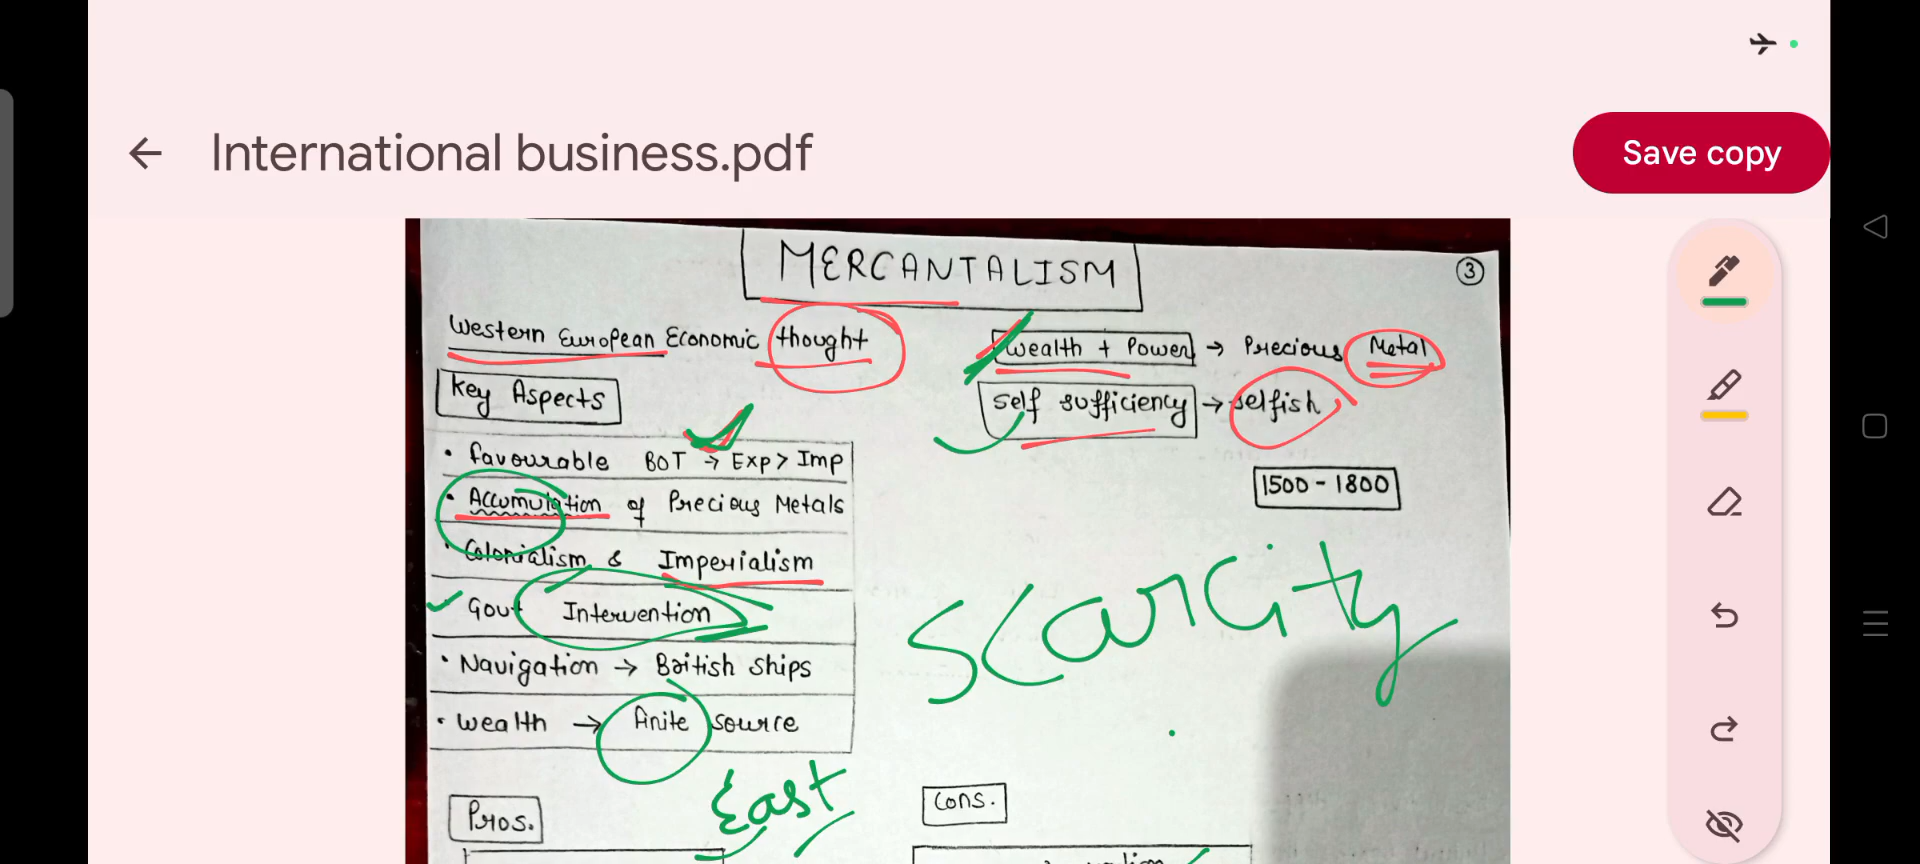 International business.pdf
Save copy
MERCANTALISM
3
Western European Economic thought
Wealth + Power → Precious Metal
Key Aspects
Self sufficiency → selfish
• favourable BOT → Exp > Imp
1500 - 1800
• Accumulation of Precious Metals
• Colonialism & Imperialism
Govt Intervention
scarcity
• Navigation → British ships
• wealth → finite source
East
Pros.
Cons.